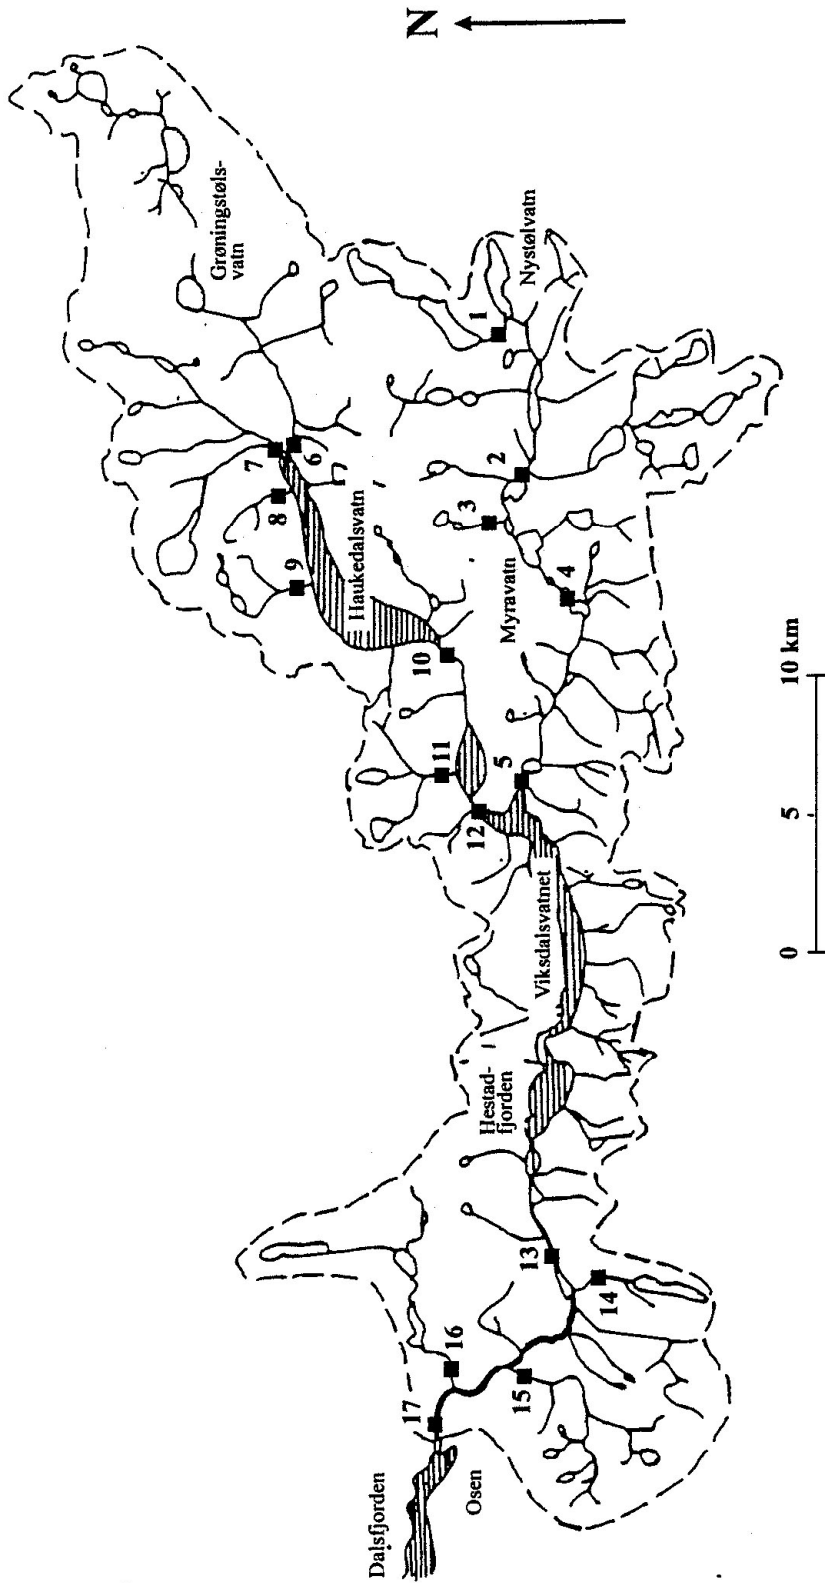 N
Grøningstøls-
vatn
Nystølvatn
1
2
3
4
5
6
7
8
9
10
11
12
13
14
15
16
17
Haukedalsvatn
Myravatn
Viksdalsvatnet
Hestad-
fjorden
Dalsfjorden
Osen
0
5
10 km